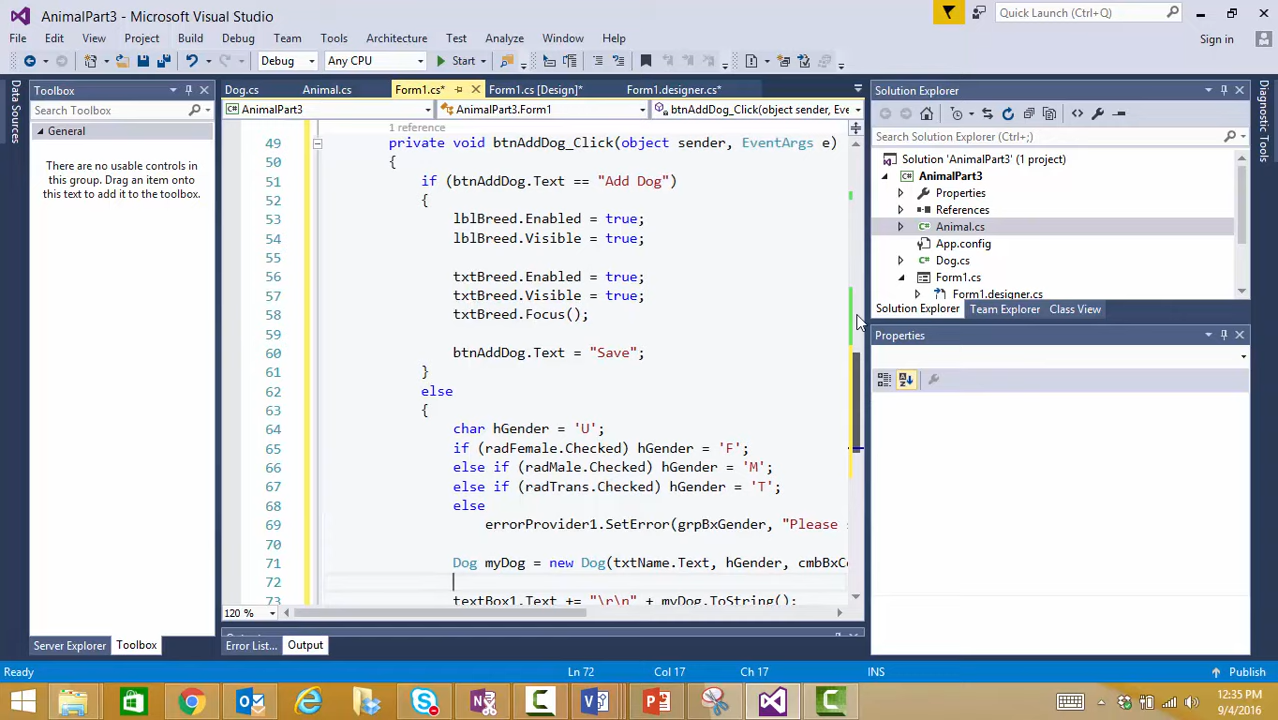 AnimalPart3 - Microsoft Visual Studio
Quick Launch (Ctrl+Q)
File Edit View Project Build Debug Team Tools Architecture Test Analyze Window Help
Sign in
Debug Any CPU Start
Data Sources
Toolbox
Search Toolbox
General
There are no usable controls in
this group. Drag an item onto
this text to add it to the toolbox.
Server Explorer Toolbox
Dog.cs Animal.cs Form1.cs* Form1.cs [Design]* Form1.designer.cs*
AnimalPart3 AnimalPart3.Form1 btnAddDog_Click(object sender, Eve
1 reference
49 private void btnAddDog_Click(object sender, EventArgs e)
50 {
51 if (btnAddDog.Text == "Add Dog")
52 {
53 lblBreed.Enabled = true;
54 lblBreed.Visible = true;
55
56 txtBreed.Enabled = true;
57 txtBreed.Visible = true;
58 txtBreed.Focus();
59
60 btnAddDog.Text = "Save";
61 }
62 else
63 {
64 char hGender = 'U';
65 if (radFemale.Checked) hGender = 'F';
66 else if (radMale.Checked) hGender = 'M';
67 else if (radTrans.Checked) hGender = 'T';
68 else
69 errorProvider1.SetError(grpBxGender, "Please
70
71 Dog myDog = new Dog(txtName.Text, hGender, cmbBxCo
72
73 textBox1.Text += "\r\n" + myDog.ToString();
120 %
Error List... Output
Solution Explorer
Search Solution Explorer (Ctrl+;)
Solution 'AnimalPart3' (1 project)
AnimalPart3
Properties
References
Animal.cs
App.config
Dog.cs
Form1.cs
Form1.designer.cs
Solution Explorer Team Explorer Class View
Properties
Diagnostic Tools
Ready Ln 72 Col 17 Ch 17 INS Publish
12:35 PM
9/4/2016